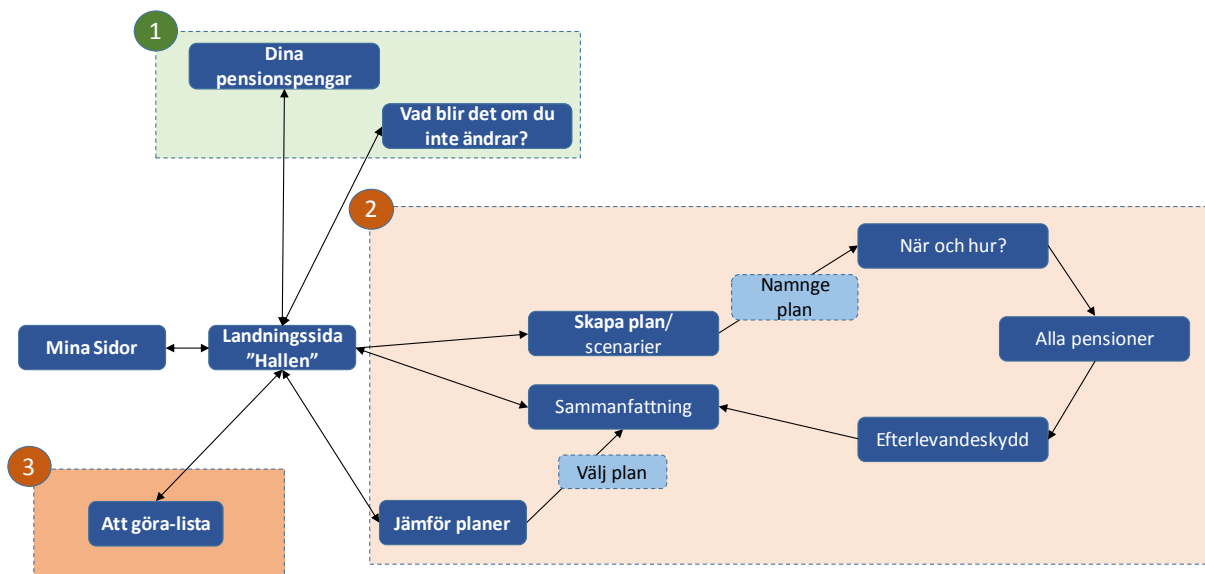 1
Dina
pensionspengar
Vad blir det om du
inte ändrar?
2
När och hur?
Namnge
plan
Skapa plan/
scenarier
Alla pensioner
Mina Sidor
Landningssida
”Hallen”
Sammanfattning
Efterlevandeskydd
Välj plan
3
Att göra-lista
Jämför planer